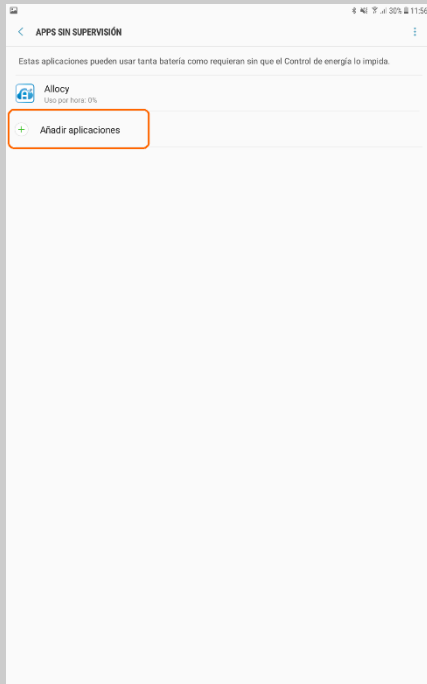 30% 11:56
APPS SIN SUPERVISIÓN
Estas aplicaciones pueden usar tanta batería como requieran sin que el Control de energía lo impida.
Allocy
Uso por hora: 0%
Añadir aplicaciones